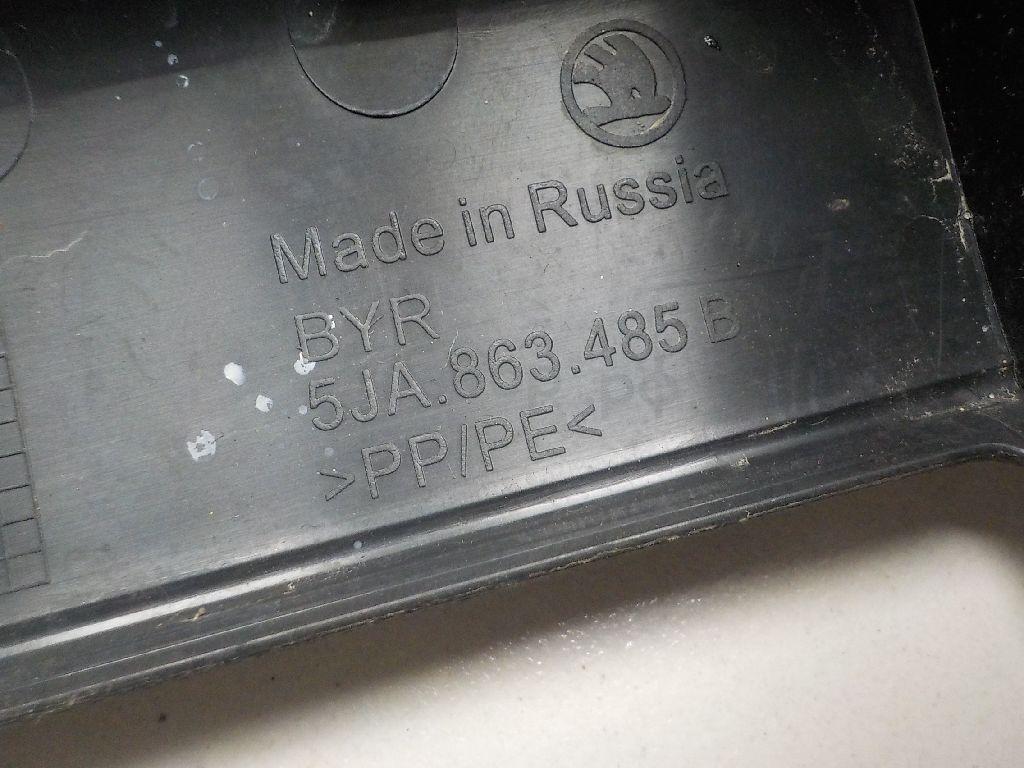 Made in Russia
BYR
5JA.863.485 B
>PP/PE<